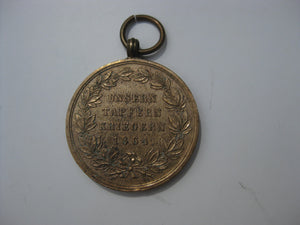 UNSERN
TAPFERN
KRIEGERN
1864.